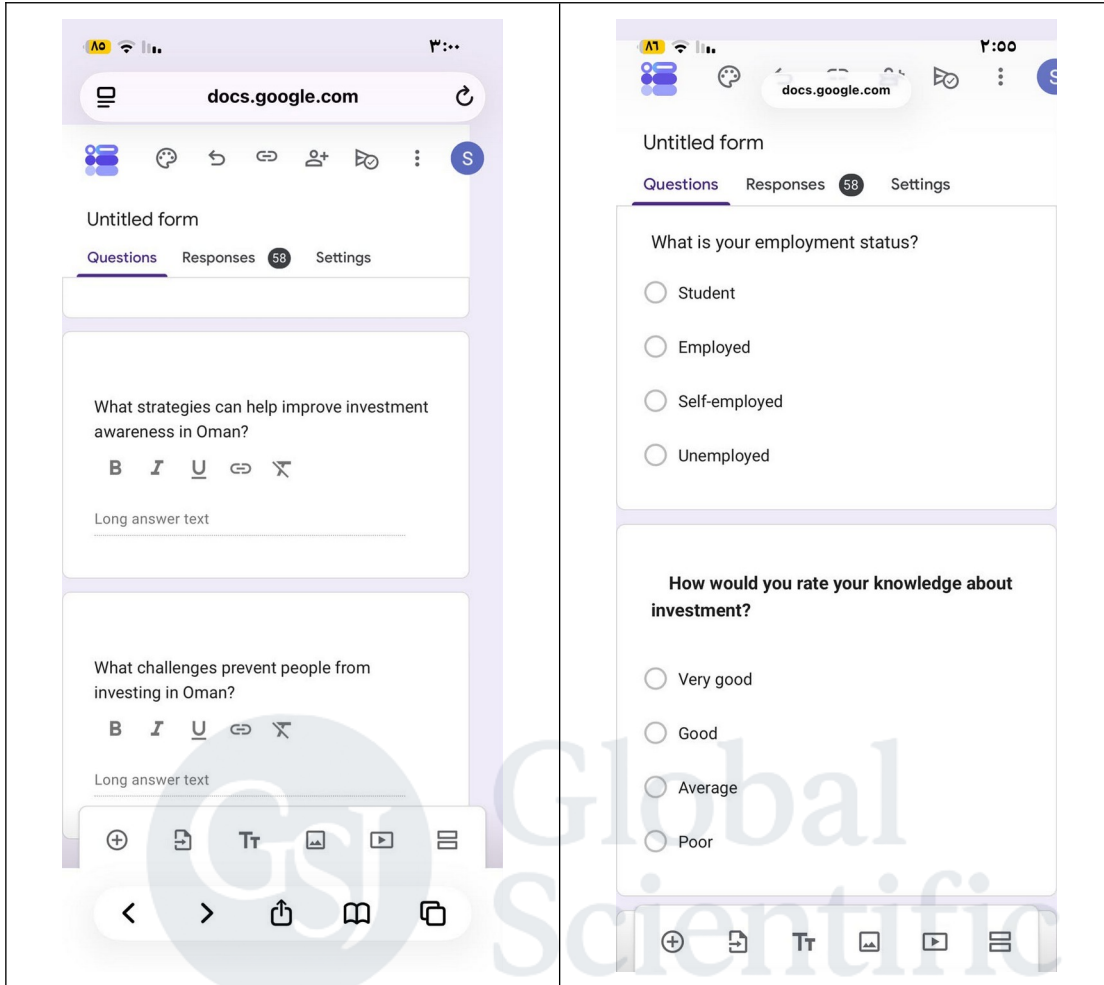 ٨٥
٣:٠٠
docs.google.com
S
Untitled form
Questions Responses 58 Settings
What strategies can help improve investment
awareness in Oman?
B I U
Long answer text
What challenges prevent people from
investing in Oman?
B I U
Long answer text
Tт
٨٦
٢:٥٥
docs.google.com
S
Untitled form
Questions Responses 58 Settings
What is your employment status?
Student
Employed
Self-employed
Unemployed
How would you rate your knowledge about
investment?
Very good
Good
Average
Poor
Tт
GSJ
Global
Scientific